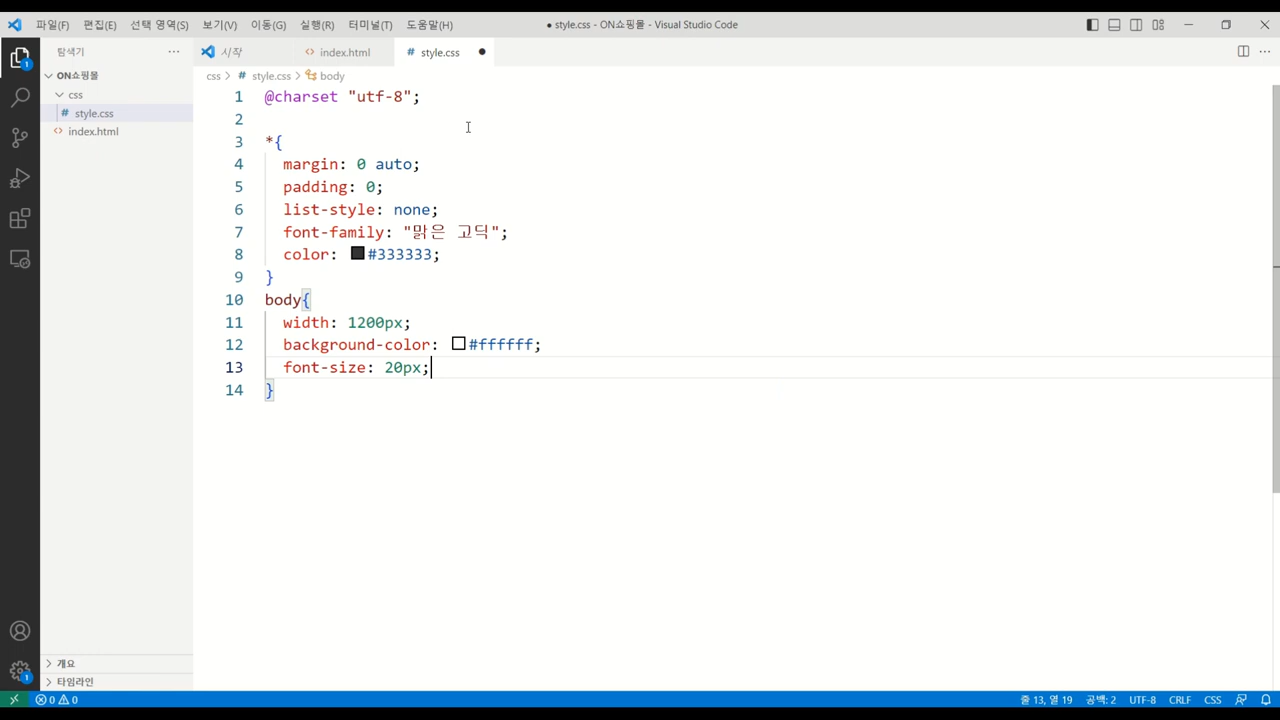 파일(F) 편집(E) 선택 영역(S) 보기(V) 이동(G) 실행(R) 터미널(T) 도움말(H) ● style.css - ON쇼핑몰 - Visual Studio Code
탐색기 ···
시작
index.html
# style.css ●
ON쇼핑몰
css
# style.css
index.html
css > # style.css > body
1 @charset "utf-8";
2
3 *{
4 margin: 0 auto;
5 padding: 0;
6 list-style: none;
7 font-family: "맑은 고딕";
8 color: #333333;
9 }
10 body{
11 width: 1200px;
12 background-color: #ffffff;
13 font-size: 20px;
14 }
1
1
개요
타임라인
0 0 줄 13, 열 19 공백: 2 UTF-8 CRLF CSS